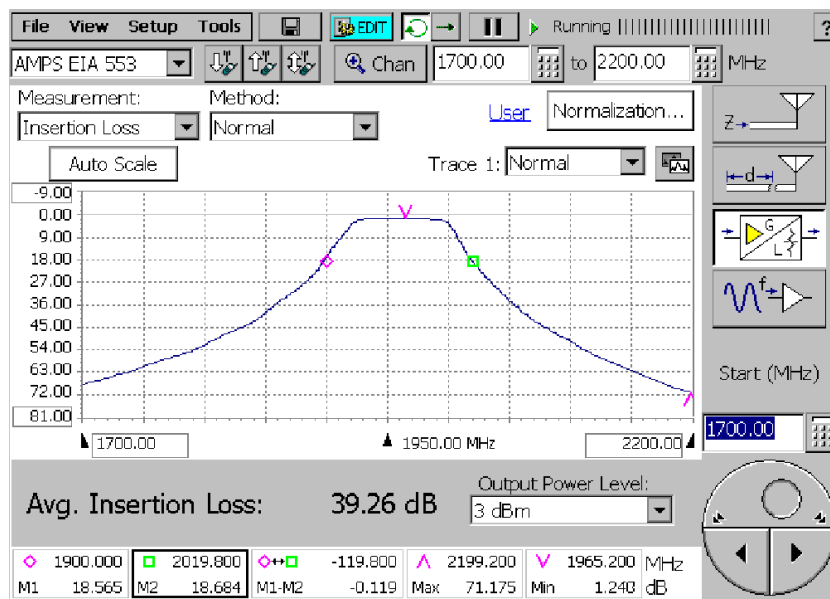 File View Setup Tools EDIT Running
AMPS EIA 553 Chan 1700.00 to 2200.00 MHz
Measurement: Method:
Insertion Loss Normal User Normalization...
Auto Scale Trace 1: Normal
-9.00
0.00
9.00
18.00
27.00
36.00
45.00
54.00
63.00
72.00
81.00
1700.00 1950.00 MHz 2200.00
Z
d
G
L
f
Start (MHz)
1700.00
Avg. Insertion Loss: 39.26 dB
Output Power Level:
3 dBm
1900.000 2019.800 -119.800 2199.200 1965.200 MHz
M1 18.565 M2 18.684 M1-M2 -0.119 Max 71.175 Min 1.240 dB